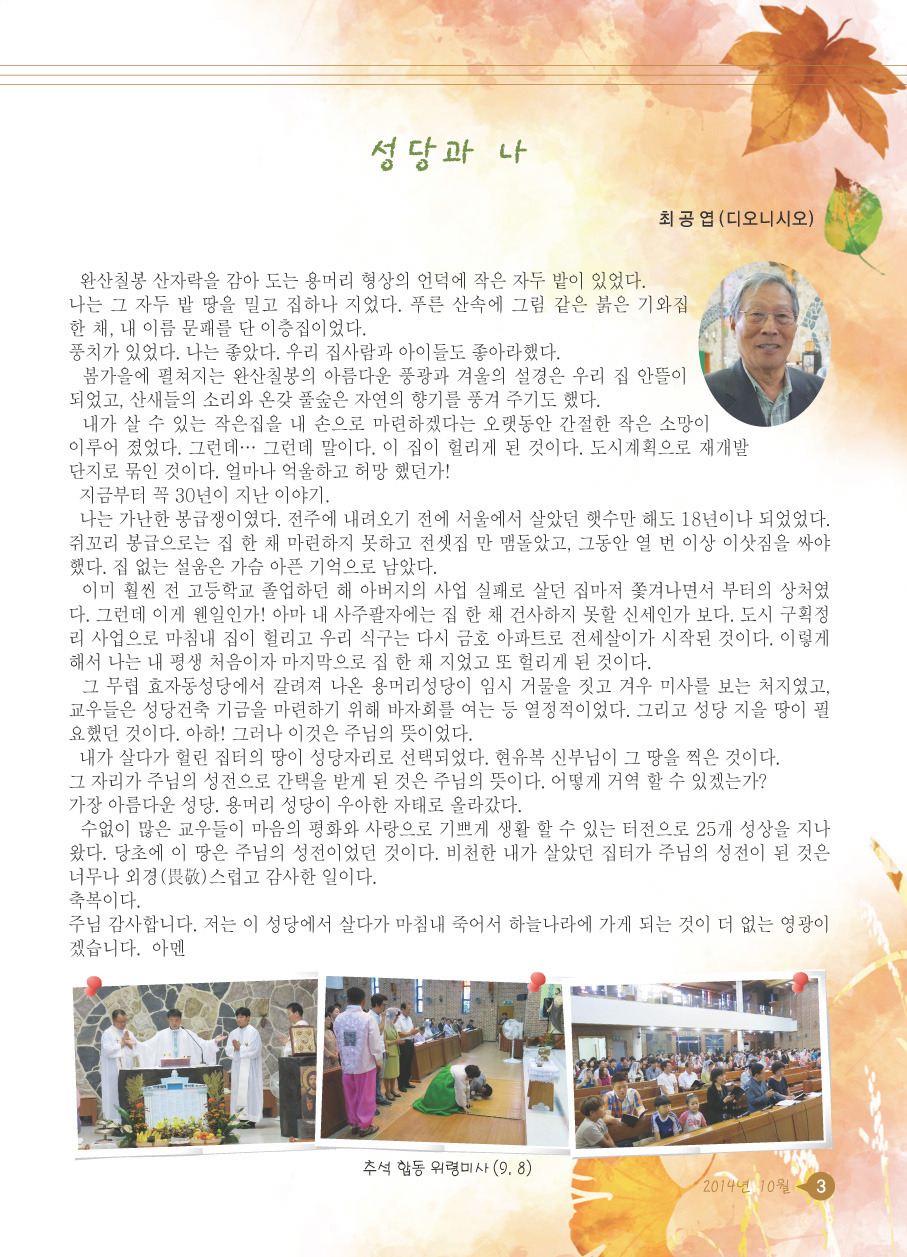 성당과 나
최 공 엽 (디오니시오)
완산칠봉 산자락을 감아 도는 용머리 형상의 언덕에 작은 자두 밭이 있었다.
나는 그 자두 밭 땅을 밀고 집하나 지었다. 푸른 산속에 그림 같은 붉은 기와집
한 채, 내 이름 문패를 단 이층집이었다.
풍치가 있었다. 나는 좋았다. 우리 집사람과 아이들도 좋아라했다.
봄가을에 펼쳐지는 완산칠봉의 아름다운 풍광과 겨울의 설경은 우리 집 안뜰이
되었고, 산새들의 소리와 온갖 풀숲은 자연의 향기를 풍겨 주기도 했다.
내가 살 수 있는 작은집을 내 손으로 마련하겠다는 오랫동안 간절한 작은 소망이
이루어 졌었다. 그런데… 그런데 말이다. 이 집이 헐리게 된 것이다. 도시계획으로 재개발
단지로 묶인 것이다. 얼마나 억울하고 허망 했던가!
지금부터 꼭 30년이 지난 이야기.
나는 가난한 봉급쟁이였다. 전주에 내려오기 전에 서울에서 살았던 햇수만 해도 18년이나 되었었다.
쥐꼬리 봉급으로는 집 한 채 마련하지 못하고 전셋집 만 맴돌았고, 그동안 열 번 이상 이삿짐을 싸야
했다. 집 없는 설움은 가슴 아픈 기억으로 남았다.
이미 훨씬 전 고등학교 졸업하던 해 아버지의 사업 실패로 살던 집마저 쫓겨나면서 부터의 상처였
다. 그런데 이게 웬일인가! 아마 내 사주팔자에는 집 한 채 건사하지 못할 신세인가 보다. 도시 구획정
리 사업으로 마침내 집이 헐리고 우리 식구는 다시 금호 아파트로 전세살이가 시작된 것이다. 이렇게
해서 나는 내 평생 처음이자 마지막으로 집 한 채 지었고 또 헐리게 된 것이다.
그 무렵 효자동성당에서 갈려져 나온 용머리성당이 임시 거물을 짓고 겨우 미사를 보는 처지였고,
교우들은 성당건축 기금을 마련하기 위해 바자회를 여는 등 열정적이었다. 그리고 성당 지을 땅이 필
요했던 것이다. 아하! 그러나 이것은 주님의 뜻이었다.
내가 살다가 헐린 집터의 땅이 성당자리로 선택되었다. 현유복 신부님이 그 땅을 찍은 것이다.
그 자리가 주님의 성전으로 간택을 받게 된 것은 주님의 뜻이다. 어떻게 거역 할 수 있겠는가?
가장 아름다운 성당. 용머리 성당이 우아한 자태로 올라갔다.
수없이 많은 교우들이 마음의 평화와 사랑으로 기쁘게 생활 할 수 있는 터전으로 25개 성상을 지나
왔다. 당초에 이 땅은 주님의 성전이었던 것이다. 비천한 내가 살았던 집터가 주님의 성전이 된 것은
너무나 외경(畏敬)스럽고 감사한 일이다.
축복이다.
주님 감사합니다. 저는 이 성당에서 살다가 마침내 죽어서 하늘나라에 가게 되는 것이 더 없는 영광이
겠습니다. 아멘
추석 합동 위령미사 (9. 8)
2014년 10월 3